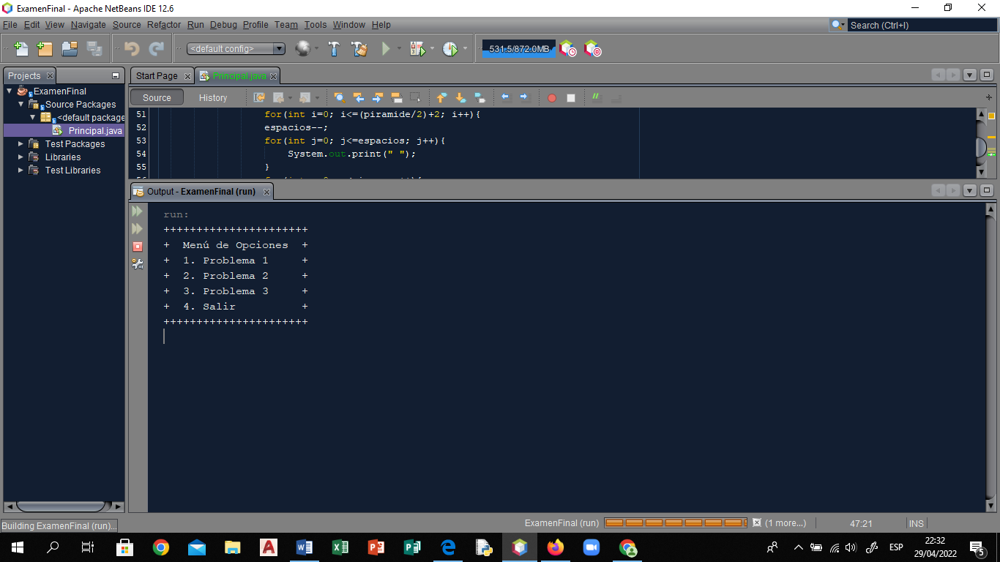 ExamenFinal - Apache NetBeans IDE 12.6
File Edit View Navigate Source Refactor Run Debug Profile Team Tools Window Help
Search (Ctrl+I)
<default config>
531.5/872.0MB
Projects
Start Page
Principal.java
ExamenFinal
Source Packages
<default package
Principal.java
Test Packages
Libraries
Test Libraries
Source History
51 for(int i=0; i<=(piramide/2)+2; i++){
52 espacios--;
53 for(int j=0; j<=espacios; j++){
54 System.out.print(" ");
55 }
Output - ExamenFinal (run)
run:
++++++++++++++++++++++
+ Menú de Opciones +
+ 1. Problema 1 +
+ 2. Problema 2 +
+ 3. Problema 3 +
+ 4. Salir +
++++++++++++++++++++++
Building ExamenFinal (run)...
ExamenFinal (run)
(1 more...)
47:21
INS
ESP
22:32
29/04/2022
5